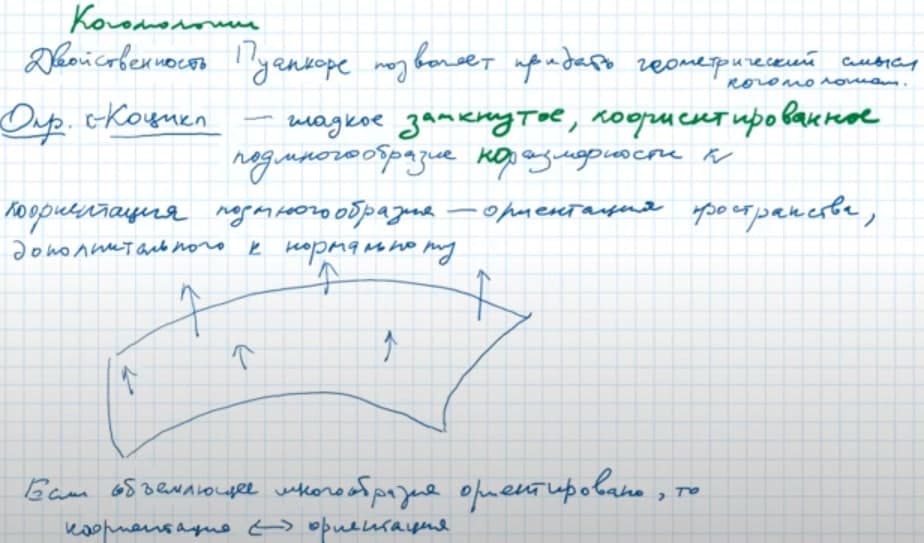 Когомологии
Двойственность Пуанкаре позволяет придать геометрический смысл
когомологиям.
Опр. k-Коцикл — гладкое замкнутое, коориентированное
подмногообразие коразмерности k
коориентация подмногообразия — ориентация пространства,
дополнительного к нормальному
Если объемлющее многообразие ориентировано, то
коориентация <—> ориентация